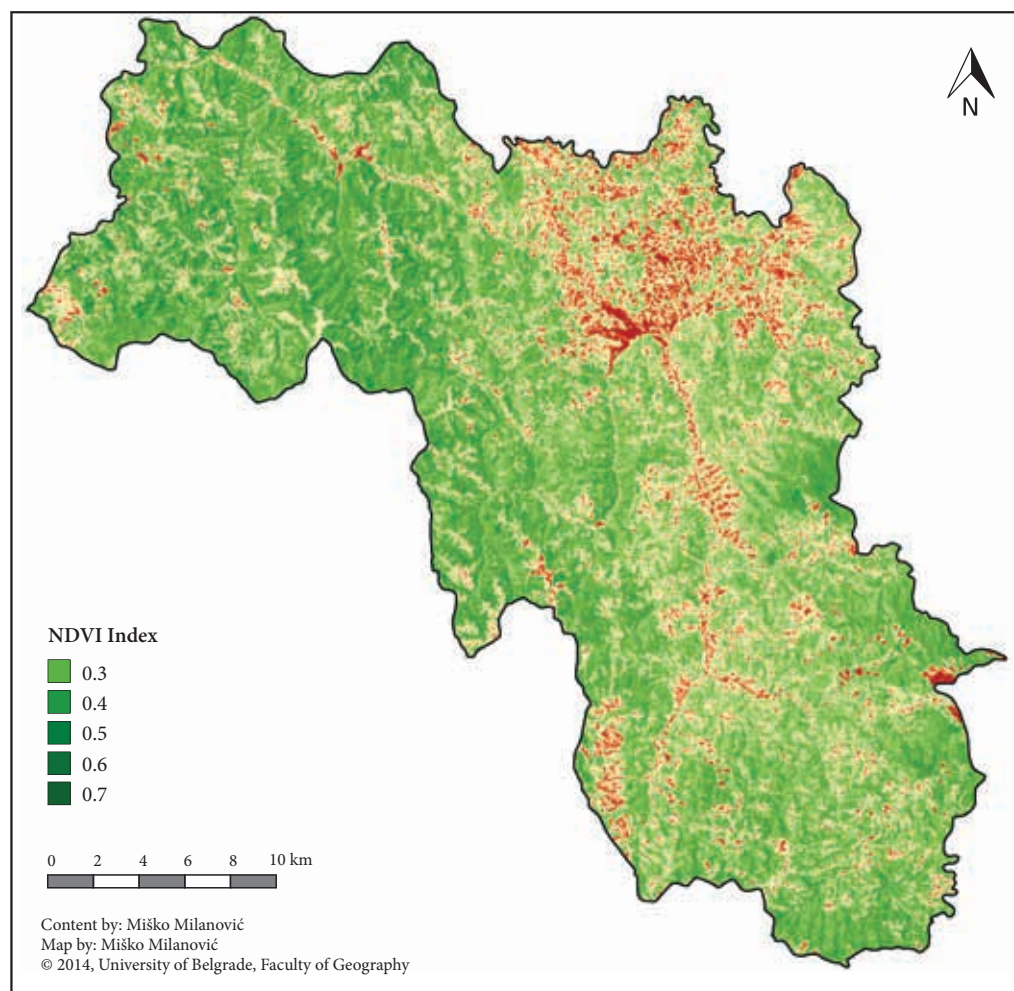 N
NDVI Index
0.3
0.4
0.5
0.6
0.7
0 2 4 6 8 10 km
Content by: Miško Milanović
Map by: Miško Milanović
© 2014, University of Belgrade, Faculty of Geography